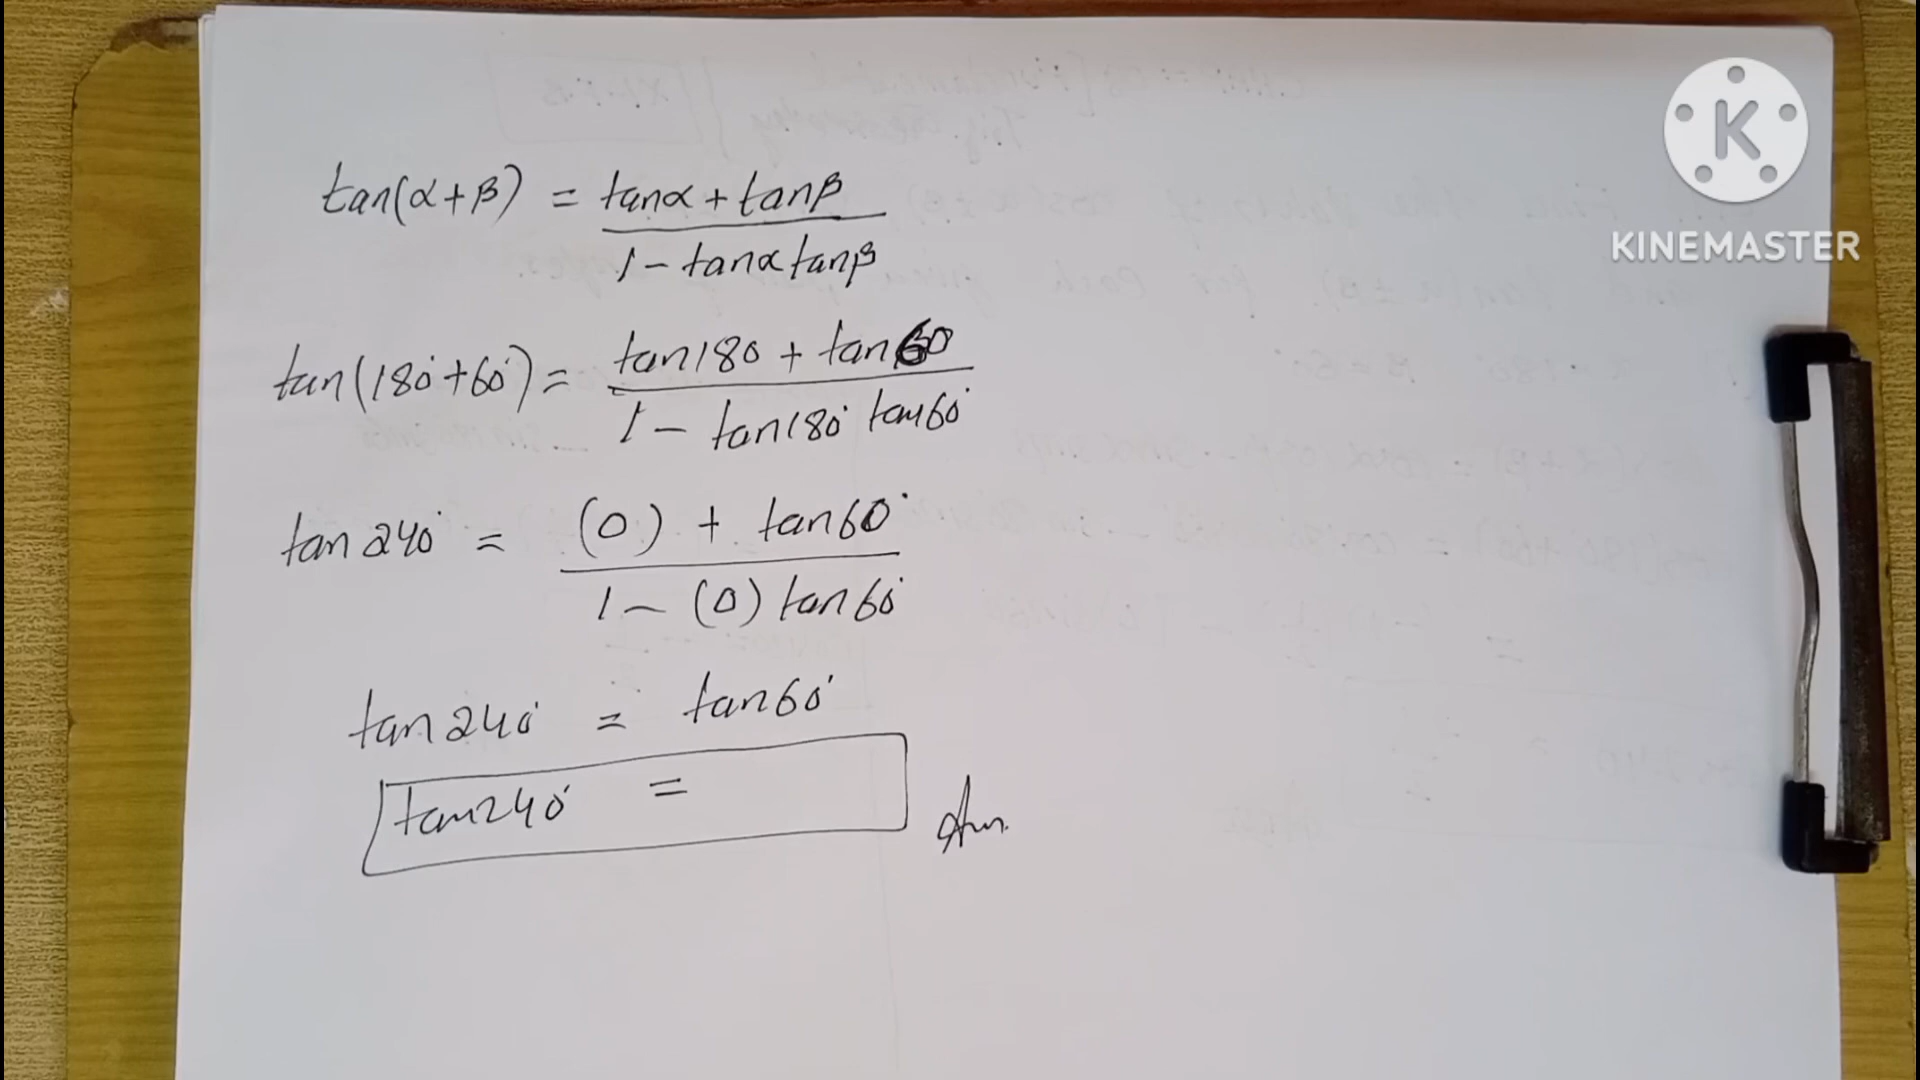 K
KINEMASTER
tan(α+β) = tanα + tanβ
1 - tanα tanβ
tan(180°+60°) = tan180 + tan60
1 - tan180° tan60°
tan 240° = (0) + tan60°
1 - (0) tan60°
tan 240° = tan60°
tan240° =
Ans.